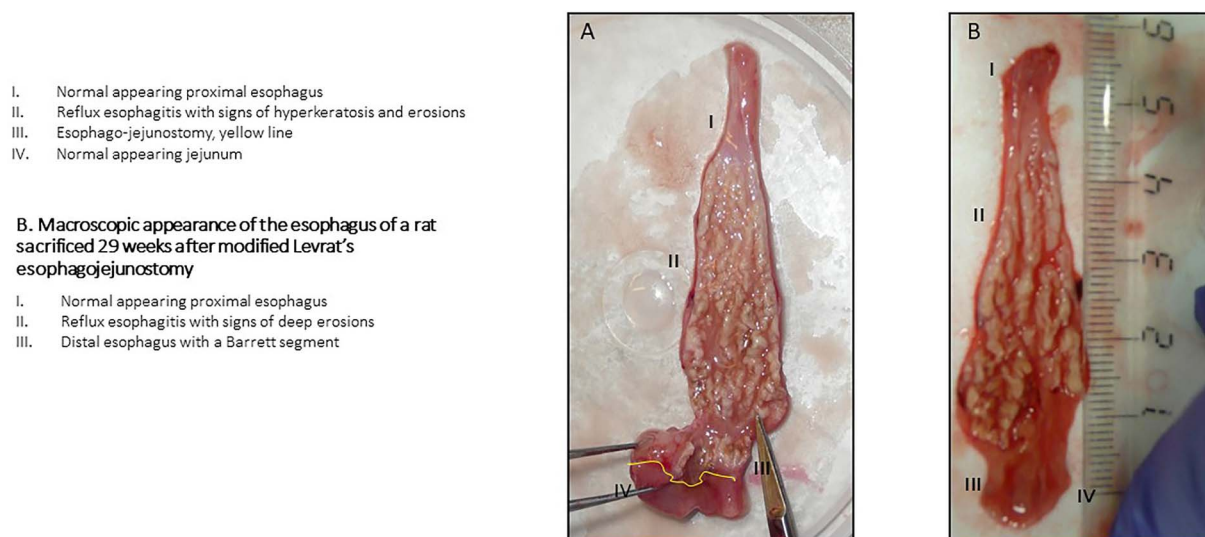 I. Normal appearing proximal esophagus
II. Reflux esophagitis with signs of hyperkeratosis and erosions
III. Esophago-jejunostomy, yellow line
IV. Normal appearing jejunum
B. Macroscopic appearance of the esophagus of a rat
sacrificed 29 weeks after modified Levrat's
esophagojejunostomy
I. Normal appearing proximal esophagus
II. Reflux esophagitis with signs of deep erosions
III. Distal esophagus with a Barrett segment
A
I
II
III
IV
B
I
II
III
IV
6
5
4
3
2
1